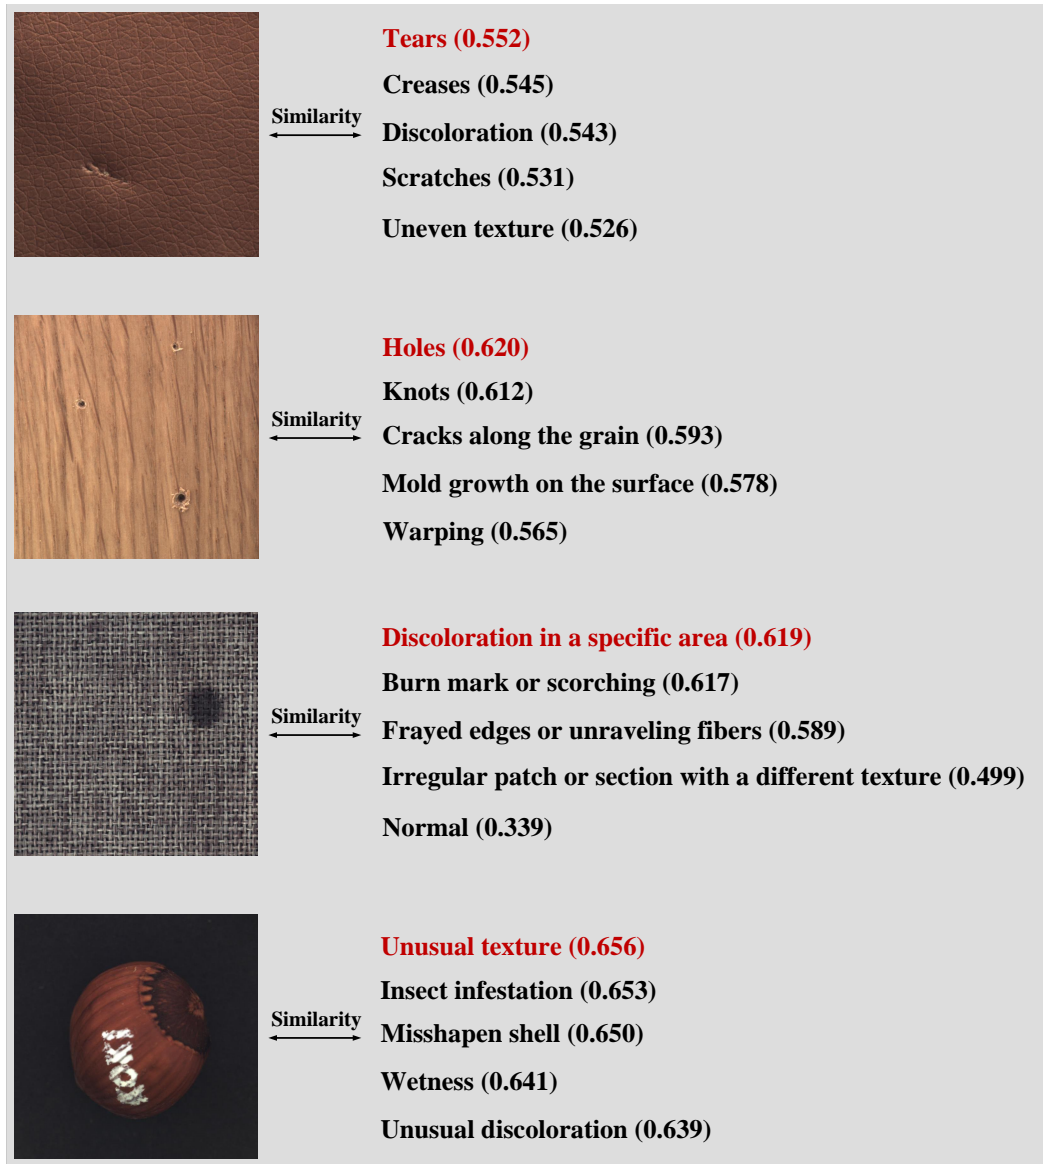 Tears (0.552)
Creases (0.545)
Similarity
Discoloration (0.543)
Scratches (0.531)
Uneven texture (0.526)
Holes (0.620)
Knots (0.612)
Similarity
Cracks along the grain (0.593)
Mold growth on the surface (0.578)
Warping (0.565)
Discoloration in a specific area (0.619)
Burn mark or scorching (0.617)
Similarity
Frayed edges or unraveling fibers (0.589)
Irregular patch or section with a different texture (0.499)
Normal (0.339)
Unusual texture (0.656)
Insect infestation (0.653)
Similarity
Misshapen shell (0.650)
Wetness (0.641)
Unusual discoloration (0.639)
KOKI